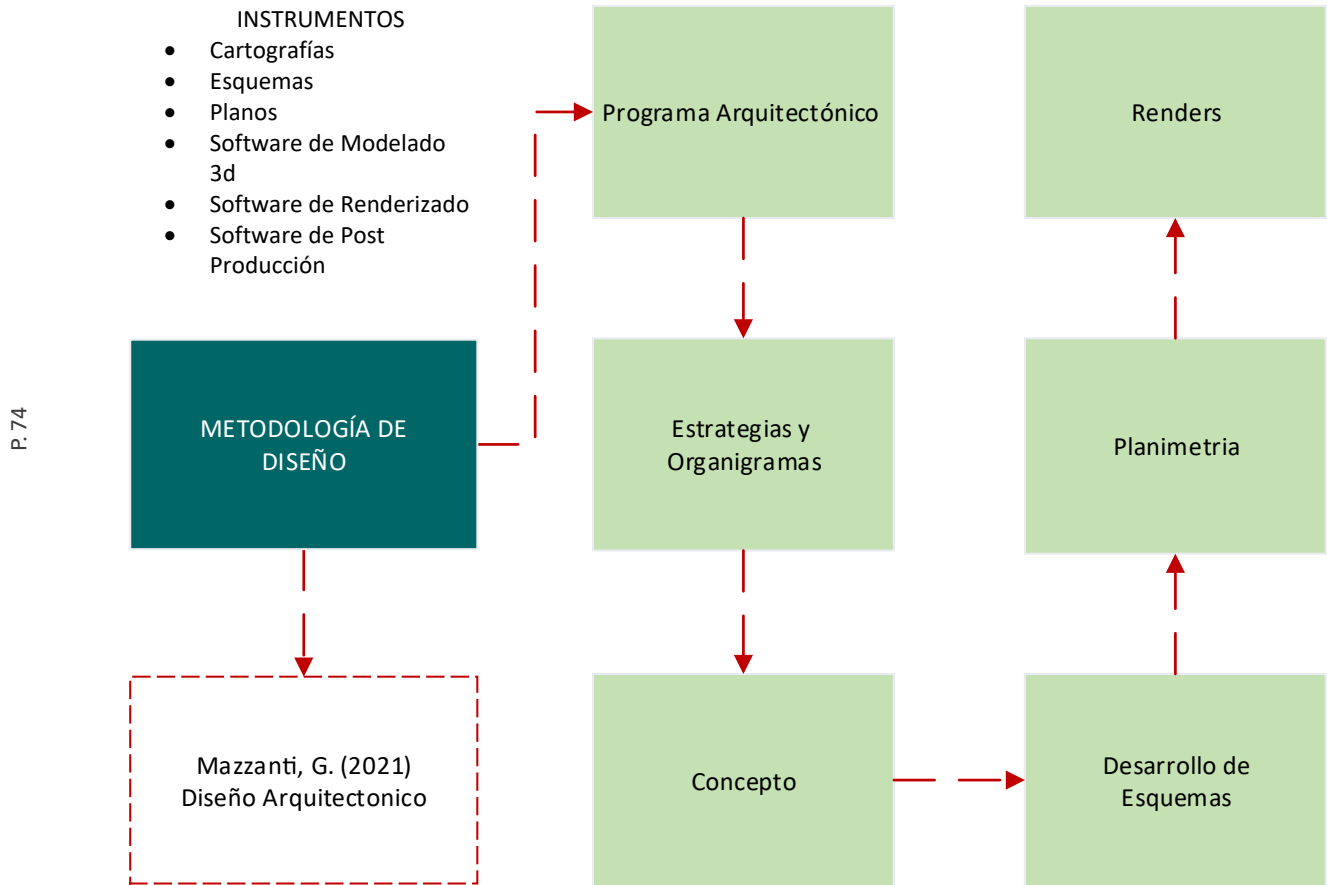 INSTRUMENTOS
• Cartografías
• Esquemas
• Planos
• Software de Modelado
3d
• Software de Renderizado
• Software de Post
Producción
METODOLOGÍA DE
DISEÑO
Mazzanti, G. (2021)
Diseño Arquitectonico
Programa Arquitectónico
Estrategias y
Organigramas
Concepto
Desarrollo de
Esquemas
Planimetria
Renders
P. 74